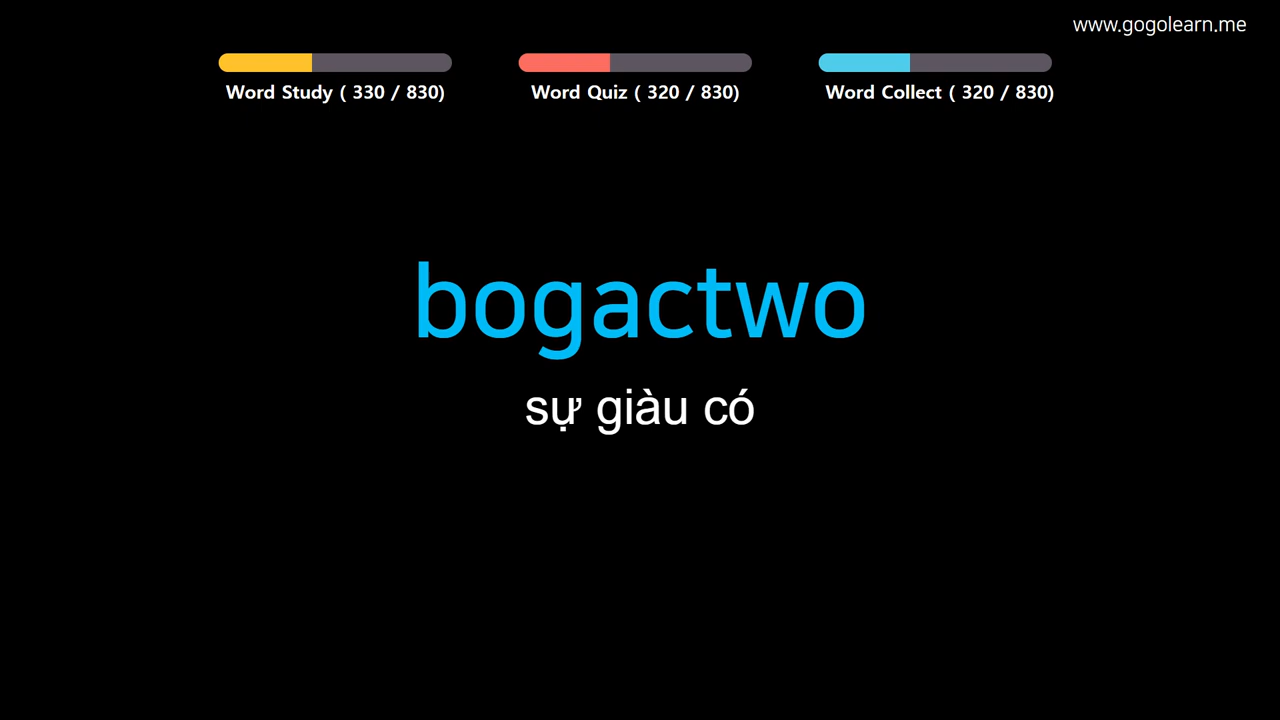 www.gogolearn.me
Word Study ( 330 / 830)
Word Quiz ( 320 / 830)
Word Collect ( 320 / 830)
bogactwo
sự giàu có